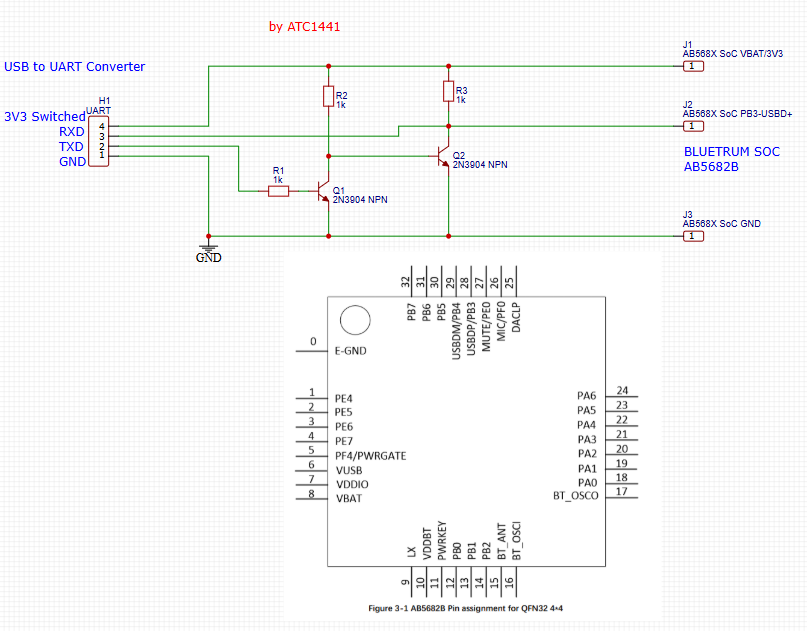 by ATC1441
USB to UART Converter
J1
AB568X SoC VBAT/3V3
1
R2
1k
R3
1k
H1
UART
3V3 Switched
RXD
TXD
GND
4
3
2
1
J2
AB568X SoC PB3-USBD+
1
BLUETRUM SOC
AB5682B
Q2
2N3904 NPN
R1
1k
Q1
2N3904 NPN
J3
AB568X SoC GND
1
GND
32 31 30 29 28 27 26 25
PB7 PB6 PB5 USBDM/PB4 USBDP/PB3 MUTE/PE0 MIC/PF0 DACLP
0 E-GND
1 PE4
2 PE5
3 PE6
4 PE7
5 PF4/PWRGATE
6 VUSB
7 VDDIO
8 VBAT
PA6 24
PA5 23
PA4 22
PA3 21
PA2 20
PA1 19
PA0 18
BT_OSCO 17
LX VDDBT PWRKEY PB0 PB1 PB2 BT_ANT BT_OSCI
9 10 11 12 13 14 15 16
Figure 3-1 AB5682B Pin assignment for QFN32 4*4